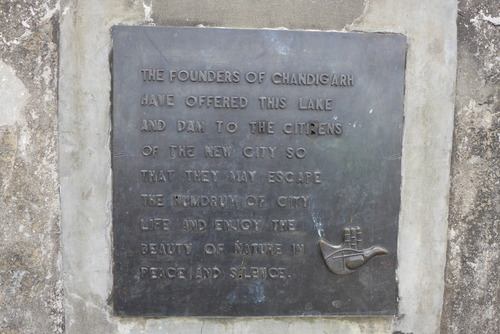 THE FOUNDERS OF CHANDIGARH
HAVE OFFERED THIS LAKE
AND DAM TO THE CITIZENS
OF THE NEW CITY SO
THAT THEY MAY ESCAPE
THE HUMDRUM OF CITY
LIFE AND ENJOY THE
BEAUTY OF NATURE IN
PEACE AND SILENCE.